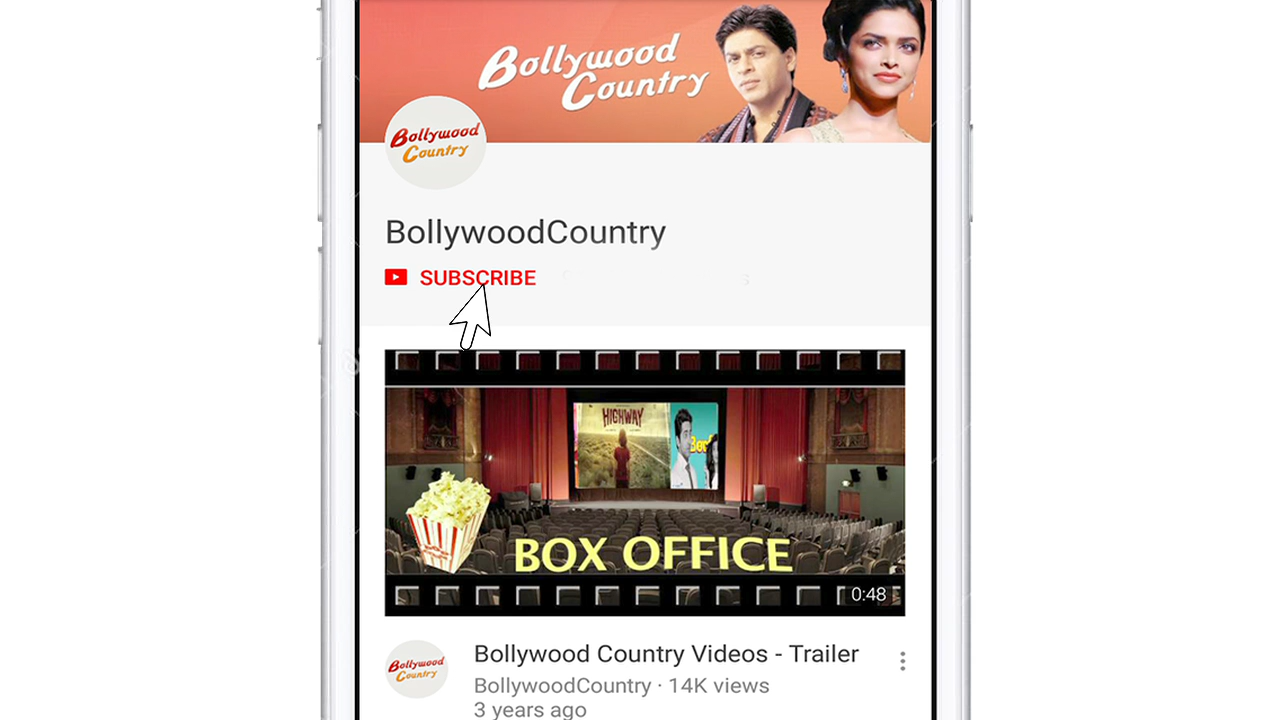 Bollywood
Country
Bollywood
Country
BollywoodCountry
SUBSCRIBE
HIGHWAY
BOX OFFICE
0:48
Bollywood
Country
Bollywood Country Videos - Trailer
BollywoodCountry · 14K views
3 years ago